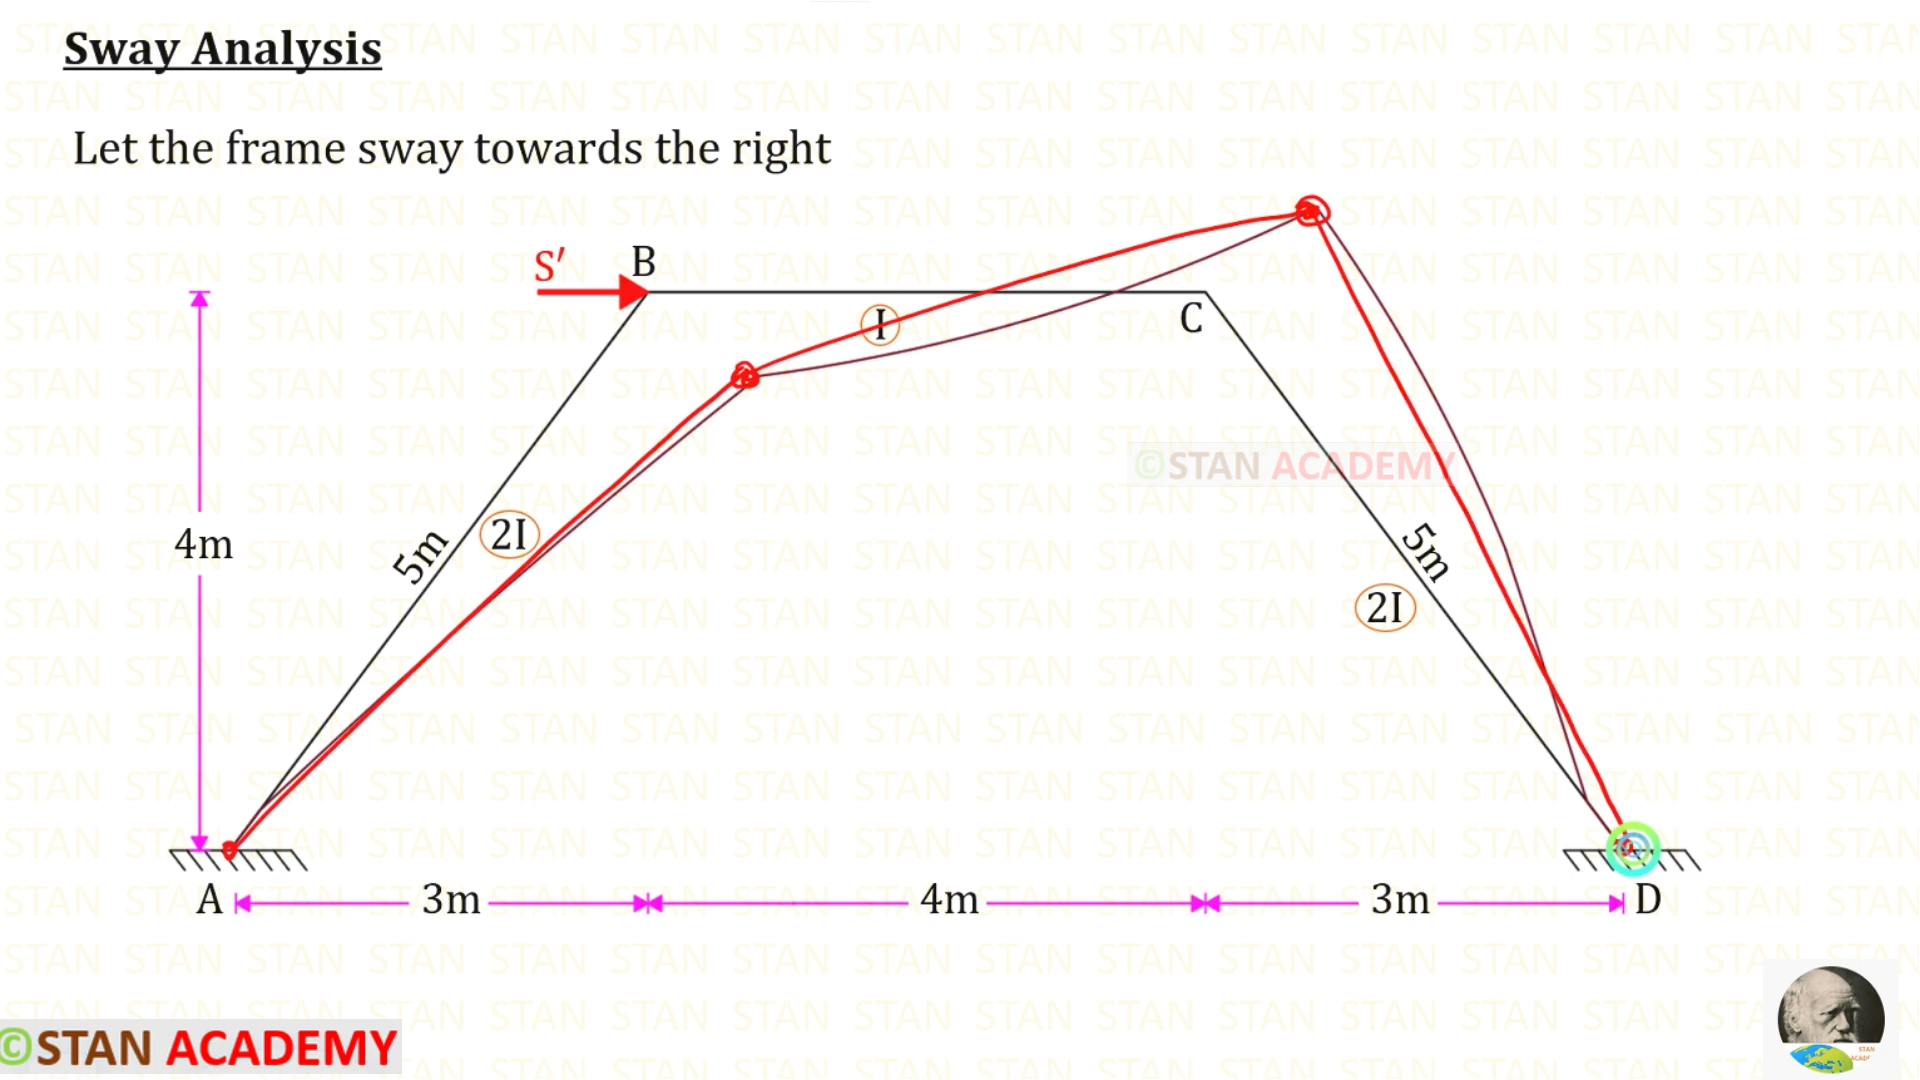 Sway Analysis
Let the frame sway towards the right
S′
B
I
C
©STAN ACADEMY
4m
5m
2I
5m
2I
A
3m
4m
3m
D
©STAN ACADEMY
STAN